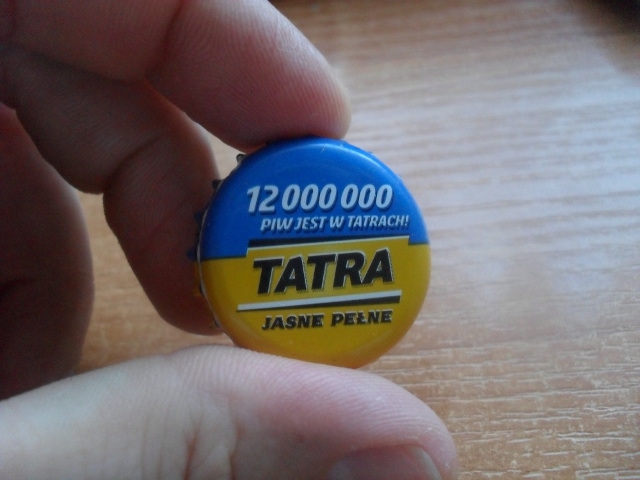 12 000 000
PIW JEST W TATRACH!
TATRA
JASNE PEŁNE